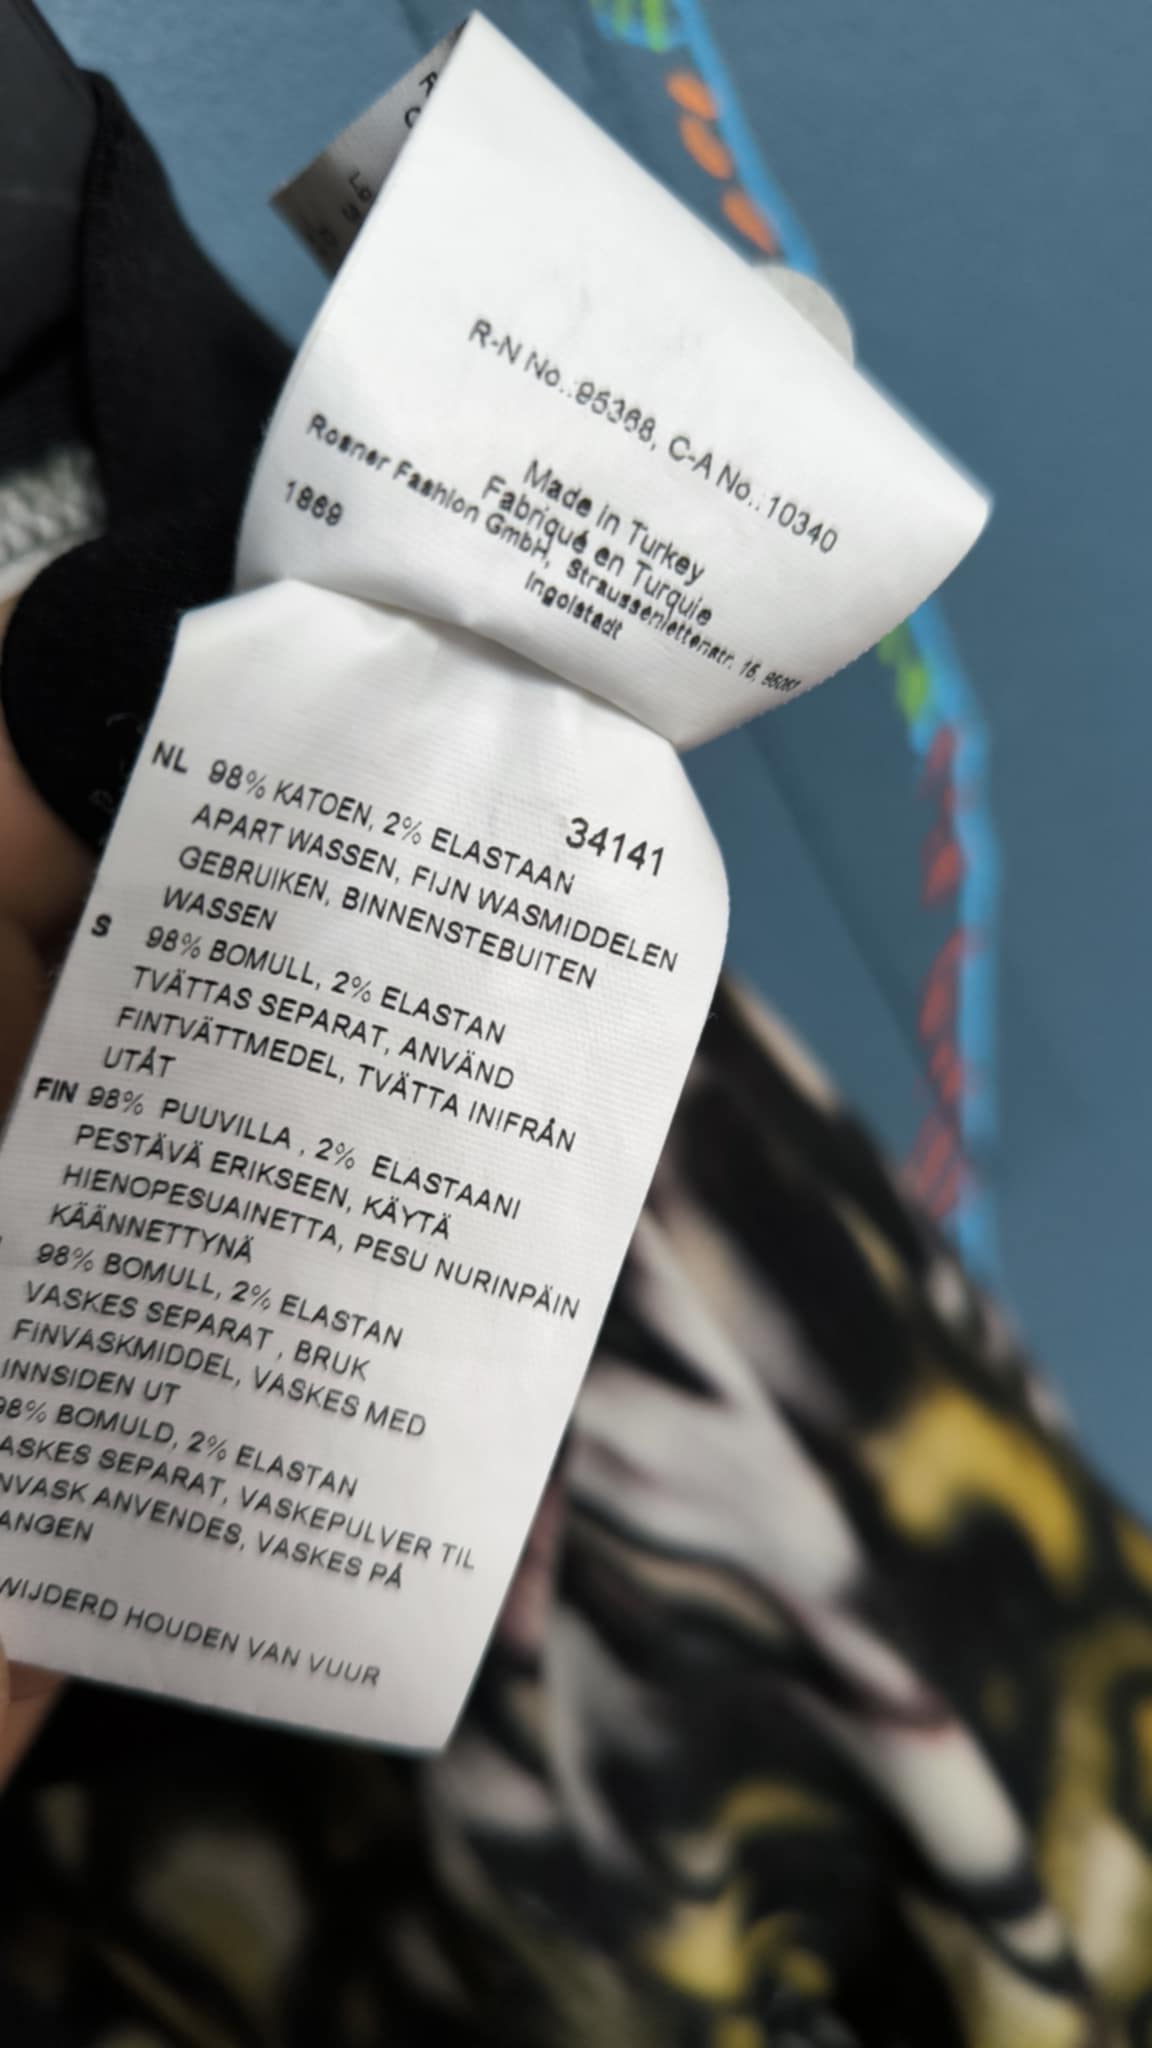 R-N No.:95368, C-A No.:10340
Made in Turkey
Fabriqué en Turquie
Rosner Fashion GmbH, Straussenlettenstr. 15, 85057
Ingolstadt
1869
34141
NL 98% KATOEN, 2% ELASTAAN
APART WASSEN, FIJN WASMIDDELEN
GEBRUIKEN, BINNENSTEBUITEN
WASSEN
S 98% BOMULL, 2% ELASTAN
TVÄTTAS SEPARAT, ANVÄND
FINTVÄTTMEDEL, TVÄTTA INIFRÅN
UTÅT
FIN 98% PUUVILLA , 2% ELASTAANI
PESTÄVÄ ERIKSEEN, KÄYTÄ
HIENOPESUAINETTA, PESU NURINPÄIN
KÄÄNNETTYNÄ
98% BOMULL, 2% ELASTAN
VASKES SEPARAT , BRUK
FINVASKMIDDEL, VASKES MED
INNSIDEN UT
98% BOMULD, 2% ELASTAN
ASKES SEPARAT, VASKEPULVER TIL
NVASK ANVENDES, VASKES PÅ
ANGEN
WIJDERD HOUDEN VAN VUUR